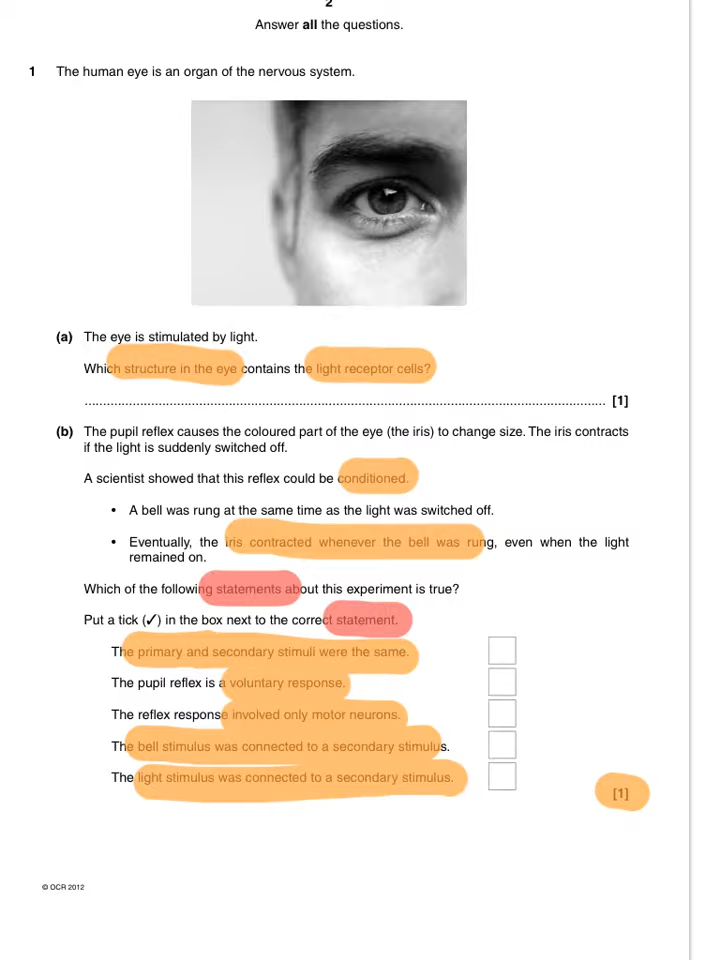 2
Answer all the questions.
1 The human eye is an organ of the nervous system.
(a) The eye is stimulated by light.
Which structure in the eye contains the light receptor cells?
[1]
(b) The pupil reflex causes the coloured part of the eye (the iris) to change size. The iris contracts
if the light is suddenly switched off.
A scientist showed that this reflex could be conditioned.
• A bell was rung at the same time as the light was switched off.
• Eventually, the iris contracted whenever the bell was rung, even when the light
remained on.
Which of the following statements about this experiment is true?
Put a tick (✓) in the box next to the correct statement.
The primary and secondary stimuli were the same.
The pupil reflex is a voluntary response.
The reflex response involved only motor neurons.
The bell stimulus was connected to a secondary stimulus.
The light stimulus was connected to a secondary stimulus.
[1]
© OCR 2012